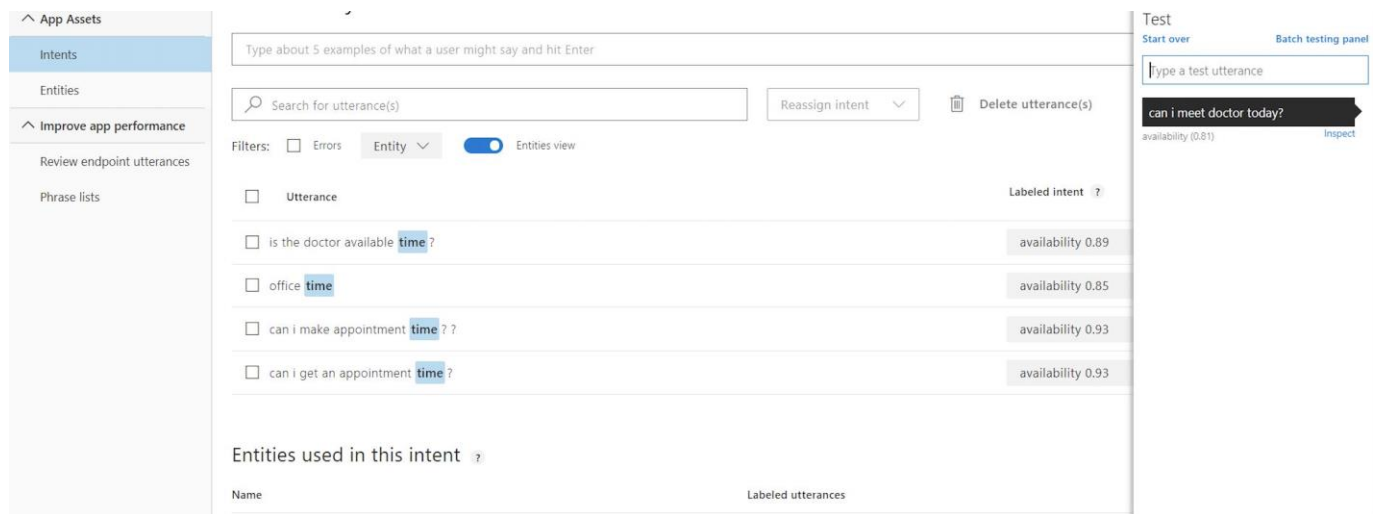 App Assets
Intents
Entities
Improve app performance
Review endpoint utterances
Phrase lists
Type about 5 examples of what a user might say and hit Enter
Search for utterance(s)
Reassign intent
Delete utterance(s)
Filters: Errors Entity Entities view
Utterance Labeled intent ?
is the doctor available time ? availability 0.89
office time availability 0.85
can i make appointment time ? ? availability 0.93
can i get an appointment time ? availability 0.93
Entities used in this intent ?
Name Labeled utterances
Test
Start over Batch testing panel
Type a test utterance
can i meet doctor today?
availability (0.81) Inspect